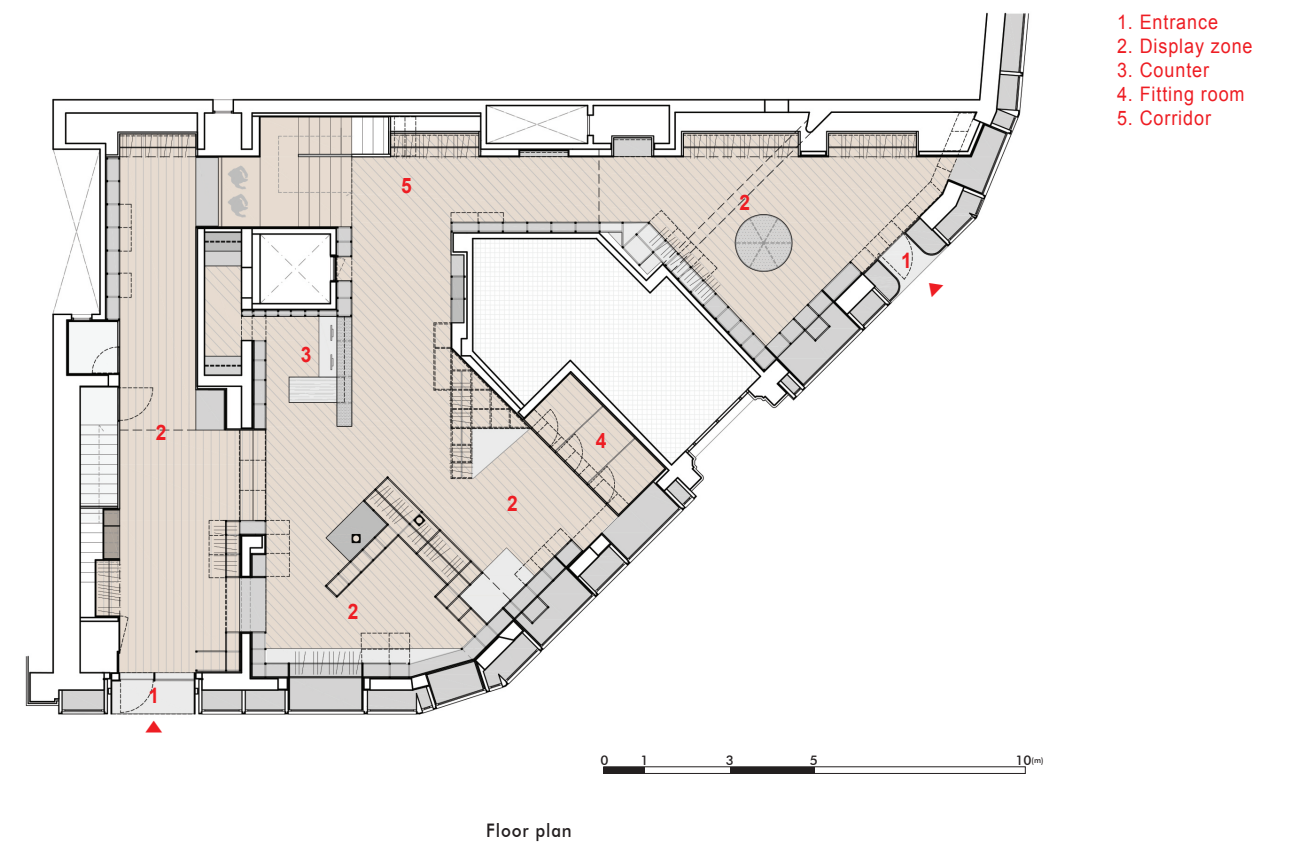 1. Entrance
2. Display zone
3. Counter
4. Fitting room
5. Corridor
5
2
1
3
2
4
2
2
1
0 1 3 5 10(m)
Floor plan